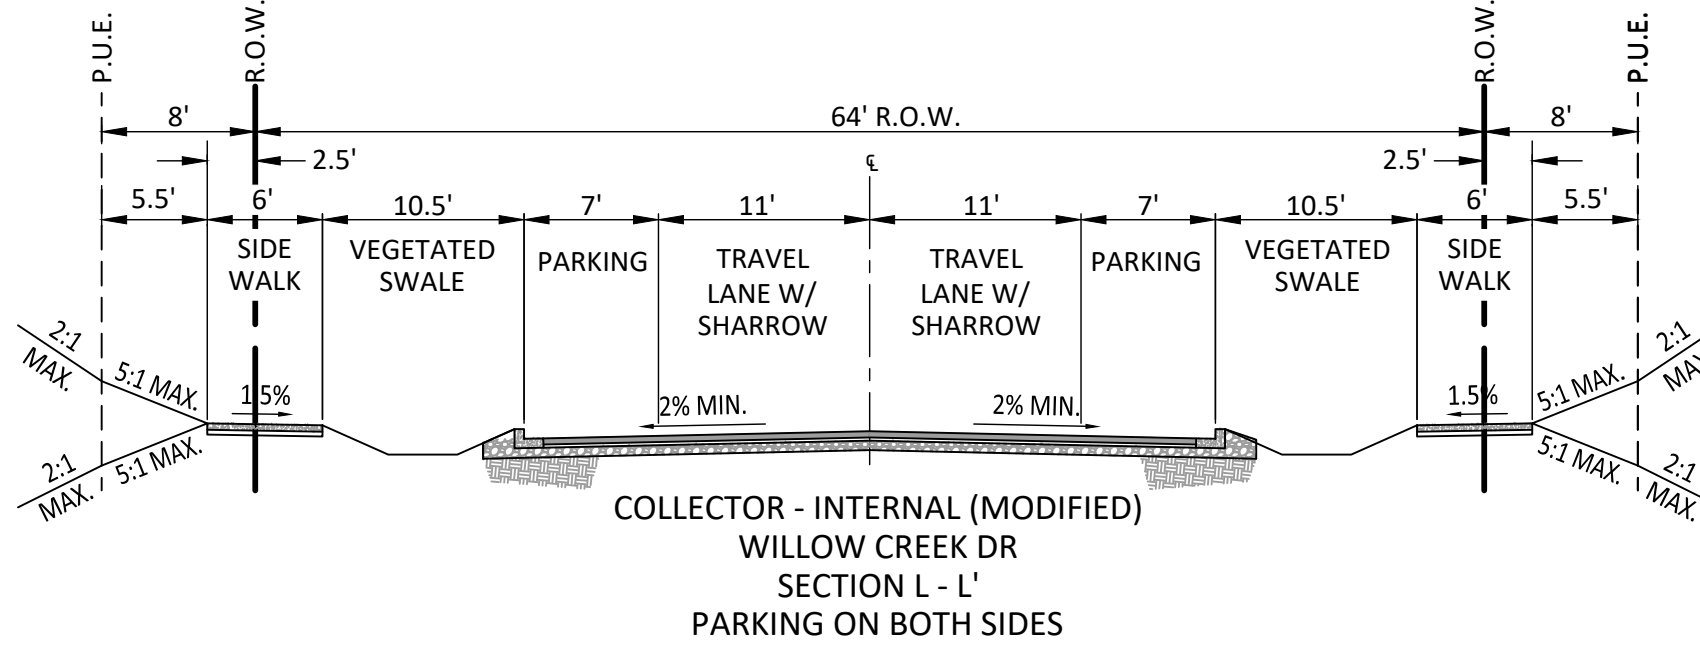 P.U.E.
R.O.W.
R.O.W.
P.U.E.
8'
64' R.O.W.
8'
2.5'
℄
2.5'
5.5'
6'
10.5'
7'
11'
11'
7'
10.5'
6'
5.5'
SIDE
WALK
VEGETATED
SWALE
PARKING
TRAVEL
LANE W/
SHARROW
TRAVEL
LANE W/
SHARROW
PARKING
VEGETATED
SWALE
SIDE
WALK
2:1
MAX.
5:1 MAX.
1.5%
2% MIN.
2% MIN.
1.5%
5:1 MAX.
2:1
MAX
2:1
MAX.
5:1 MAX.
5:1 MAX.
2:1
MAX.
COLLECTOR - INTERNAL (MODIFIED)
WILLOW CREEK DR
SECTION L - L'
PARKING ON BOTH SIDES